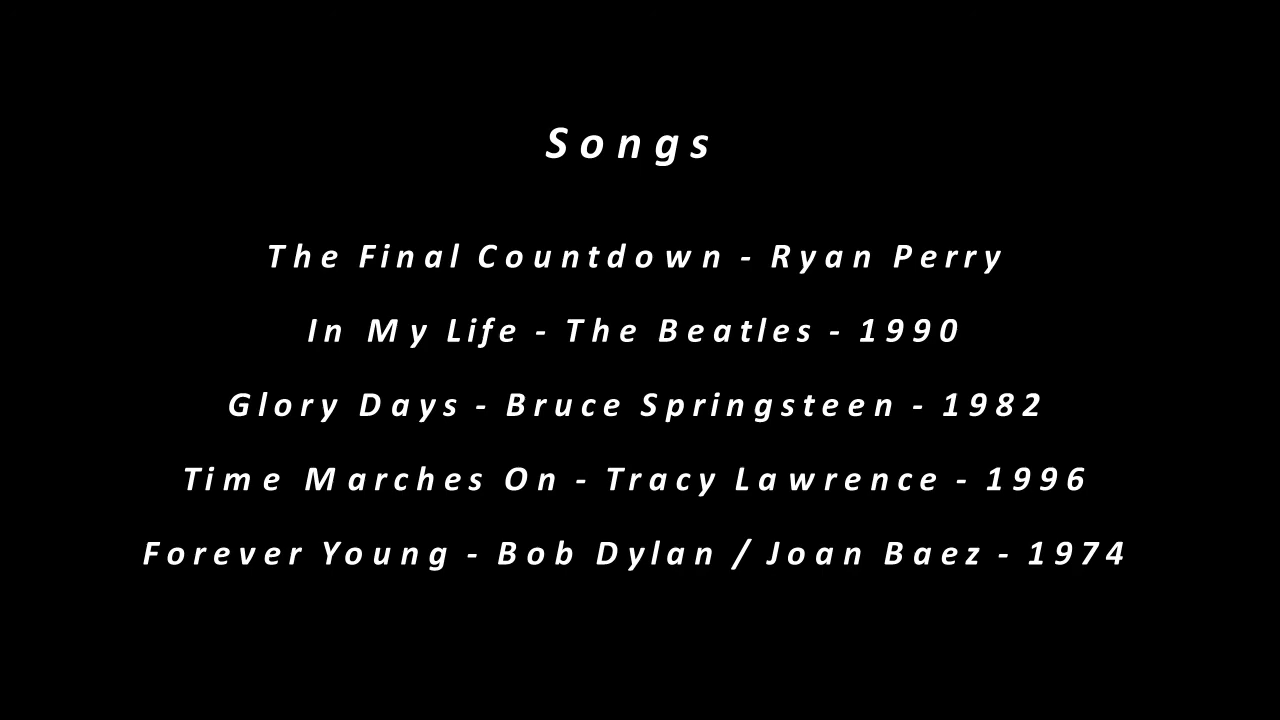 Songs
The Final Countdown - Ryan Perry
In My Life - The Beatles - 1990
Glory Days - Bruce Springsteen - 1982
Time Marches On - Tracy Lawrence - 1996
Forever Young - Bob Dylan / Joan Baez - 1974